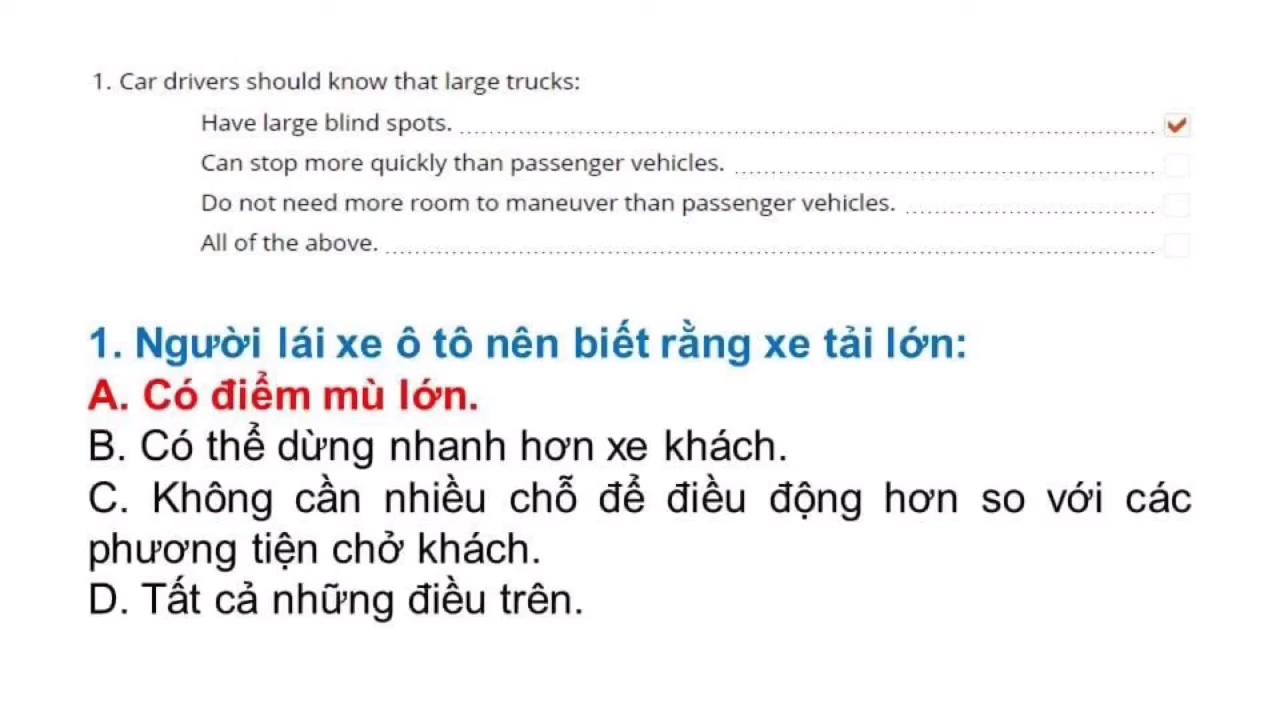 1. Car drivers should know that large trucks:
Have large blind spots.
Can stop more quickly than passenger vehicles.
Do not need more room to maneuver than passenger vehicles.
All of the above.
1. Người lái xe ô tô nên biết rằng xe tải lớn:
A. Có điểm mù lớn.
B. Có thể dừng nhanh hơn xe khách.
C. Không cần nhiều chỗ để điều động hơn so với các
phương tiện chở khách.
D. Tất cả những điều trên.